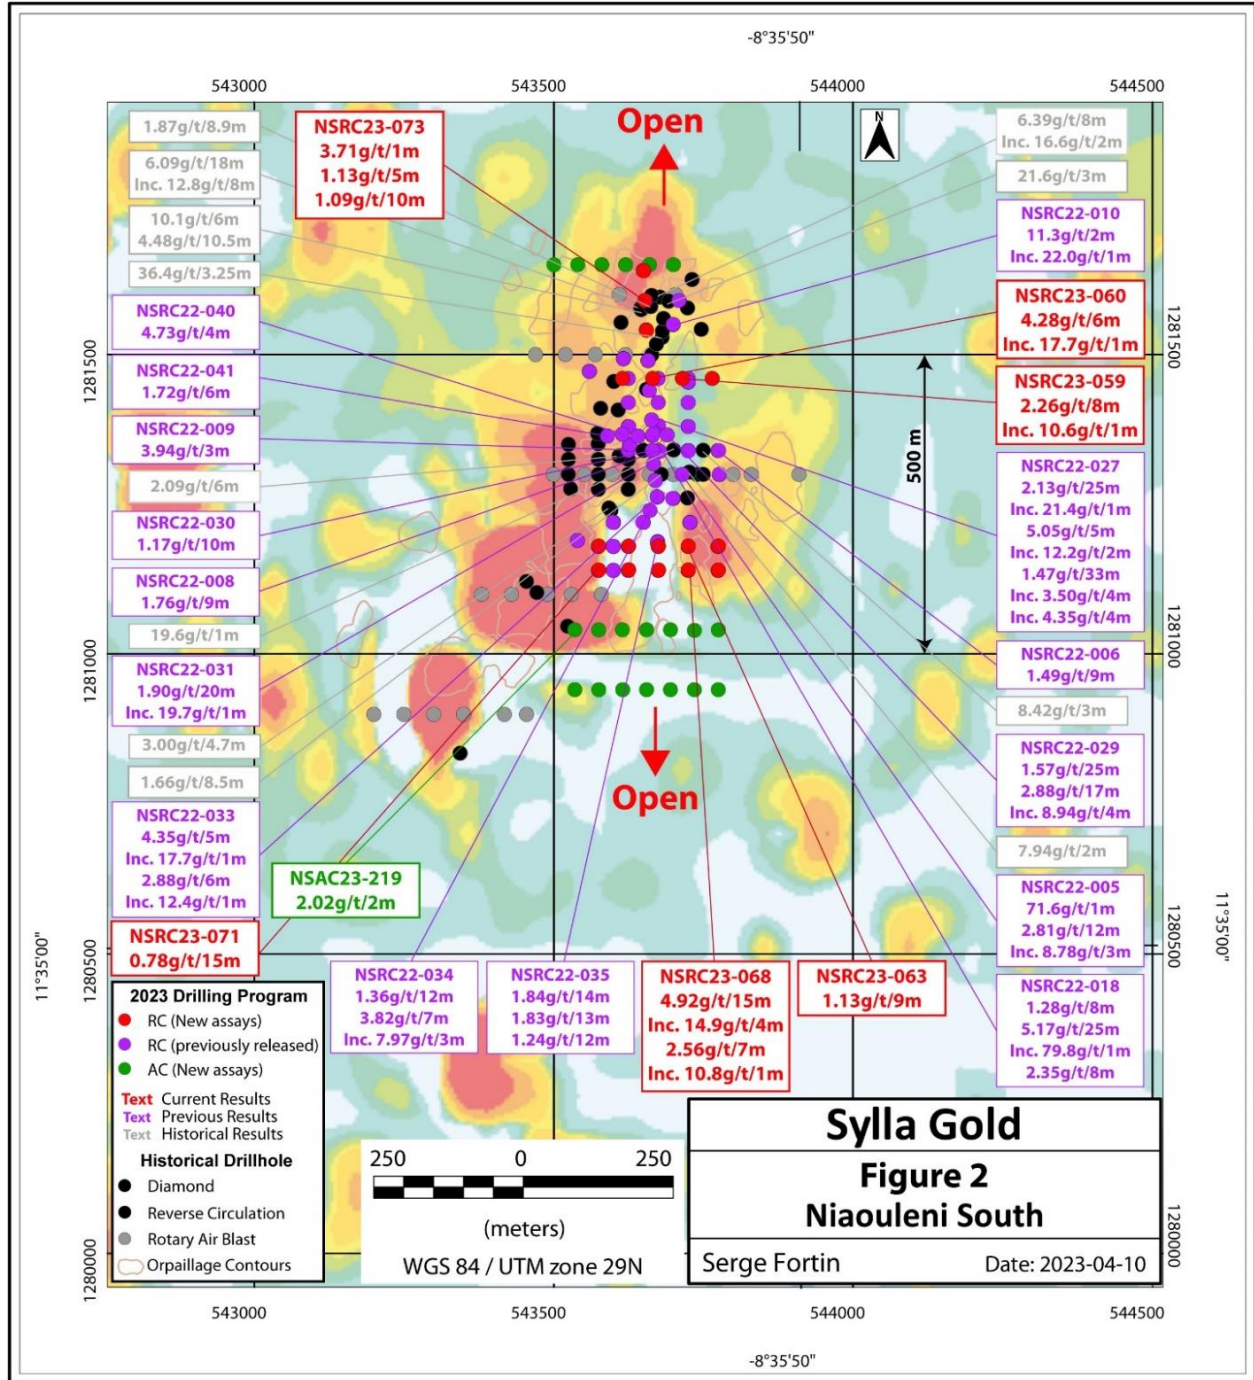 -8°35'50"
543000
543500
544000
544500
1.87g/t/8.9m
6.09g/t/18m
Inc. 12.8g/t/8m
10.1g/t/6m
4.48g/t/10.5m
36.4g/t/3.25m
NSRC22-040
4.73g/t/4m
NSRC22-041
1.72g/t/6m
NSRC22-009
3.94g/t/3m
2.09g/t/6m
NSRC22-030
1.17g/t/10m
NSRC22-008
1.76g/t/9m
19.6g/t/1m
NSRC22-031
1.90g/t/20m
Inc. 19.7g/t/1m
3.00g/t/4.7m
1.66g/t/8.5m
NSRC22-033
4.35g/t/5m
Inc. 17.7g/t/1m
2.88g/t/6m
Inc. 12.4g/t/1m
NSRC23-071
0.78g/t/15m
NSRC23-073
3.71g/t/1m
1.13g/t/5m
1.09g/t/10m
Open
N
500 m
Open
NSAC23-219
2.02g/t/2m
NSRC22-034
1.36g/t/12m
3.82g/t/7m
Inc. 7.97g/t/3m
NSRC22-035
1.84g/t/14m
1.83g/t/13m
1.24g/t/12m
NSRC23-068
4.92g/t/15m
Inc. 14.9g/t/4m
2.56g/t/7m
Inc. 10.8g/t/1m
NSRC23-063
1.13g/t/9m
6.39g/t/8m
Inc. 16.6g/t/2m
21.6g/t/3m
NSRC22-010
11.3g/t/2m
Inc. 22.0g/t/1m
NSRC23-060
4.28g/t/6m
Inc. 17.7g/t/1m
NSRC23-059
2.26g/t/8m
Inc. 10.6g/t/1m
NSRC22-027
2.13g/t/25m
Inc. 21.4g/t/1m
5.05g/t/5m
Inc. 12.2g/t/2m
1.47g/t/33m
Inc. 3.50g/t/4m
Inc. 4.35g/t/4m
NSRC22-006
1.49g/t/9m
8.42g/t/3m
NSRC22-029
1.57g/t/25m
2.88g/t/17m
Inc. 8.94g/t/4m
7.94g/t/2m
NSRC22-005
71.6g/t/1m
2.81g/t/12m
Inc. 8.78g/t/3m
NSRC22-018
1.28g/t/8m
5.17g/t/25m
Inc. 79.8g/t/1m
2.35g/t/8m
1281500
1281000
1280500
1280000
11°35'00"
1281500
1281000
1280500
1280000
11°35'00"
2023 Drilling Program
RC (New assays)
RC (previously released)
AC (New assays)
Text Current Results
Text Previous Results
Text Historical Results
Historical Drillhole
Diamond
Reverse Circulation
Rotary Air Blast
Orpaillage Contours
250 0 250
(meters)
WGS 84 / UTM zone 29N
Sylla Gold
Figure 2
Niaouleni South
Serge Fortin Date: 2023-04-10
543000
543500
544000
544500
-8°35'50"